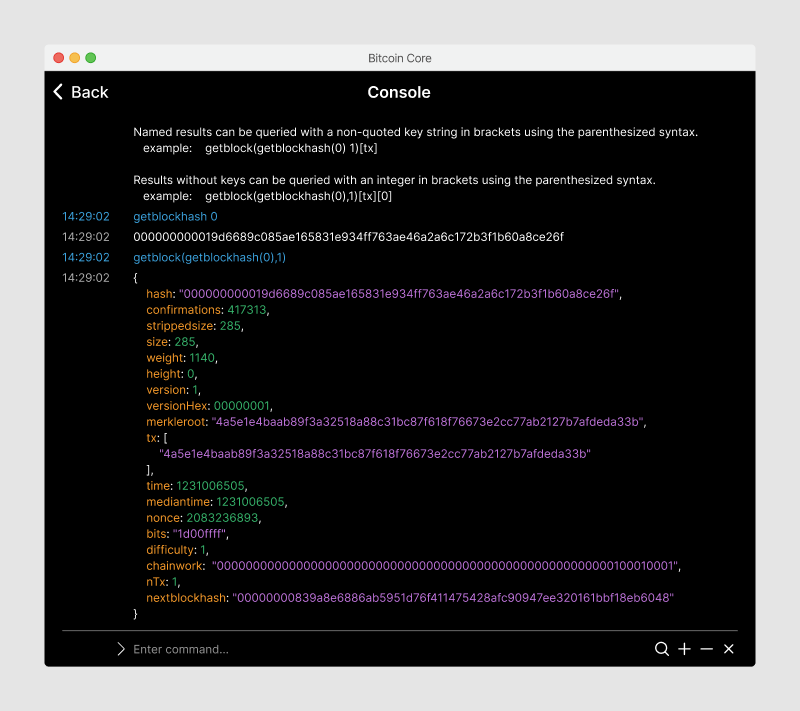 Bitcoin Core
Back
Console
Named results can be queried with a non-quoted key string in brackets using the parenthesized syntax.
example: getblock(getblockhash(0) 1)[tx]
Results without keys can be queried with an integer in brackets using the parenthesized syntax.
example: getblock(getblockhash(0),1)[tx][0]
14:29:02 getblockhash 0
14:29:02 000000000019d6689c085ae165831e934ff763ae46a2a6c172b3f1b60a8ce26f
14:29:02 getblock(getblockhash(0),1)
14:29:02 {
hash: "000000000019d6689c085ae165831e934ff763ae46a2a6c172b3f1b60a8ce26f",
confirmations: 417313,
strippedsize: 285,
size: 285,
weight: 1140,
height: 0,
version: 1,
versionHex: 00000001,
merkleroot: "4a5e1e4baab89f3a32518a88c31bc87f618f76673e2cc77ab2127b7afdeda33b",
tx: [
"4a5e1e4baab89f3a32518a88c31bc87f618f76673e2cc77ab2127b7afdeda33b"
],
time: 1231006505,
mediantime: 1231006505,
nonce: 2083236893,
bits: "1d00ffff",
difficulty: 1,
chainwork: "0000000000000000000000000000000000000000000000000000000100010001",
nTx: 1,
nextblockhash: "00000000839a8e6886ab5951d76f411475428afc90947ee320161bbf18eb6048"
}
Enter command...